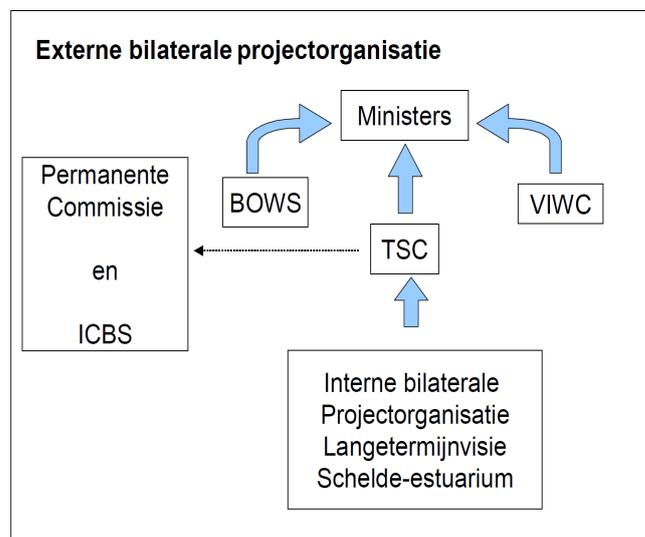 Externe bilaterale projectorganisatie
Ministers
Permanente
Commissie
en
ICBS
BOWS
VIWC
TSC
Interne bilaterale
Projectorganisatie
Langetermijnvisie
Schelde-estuarium